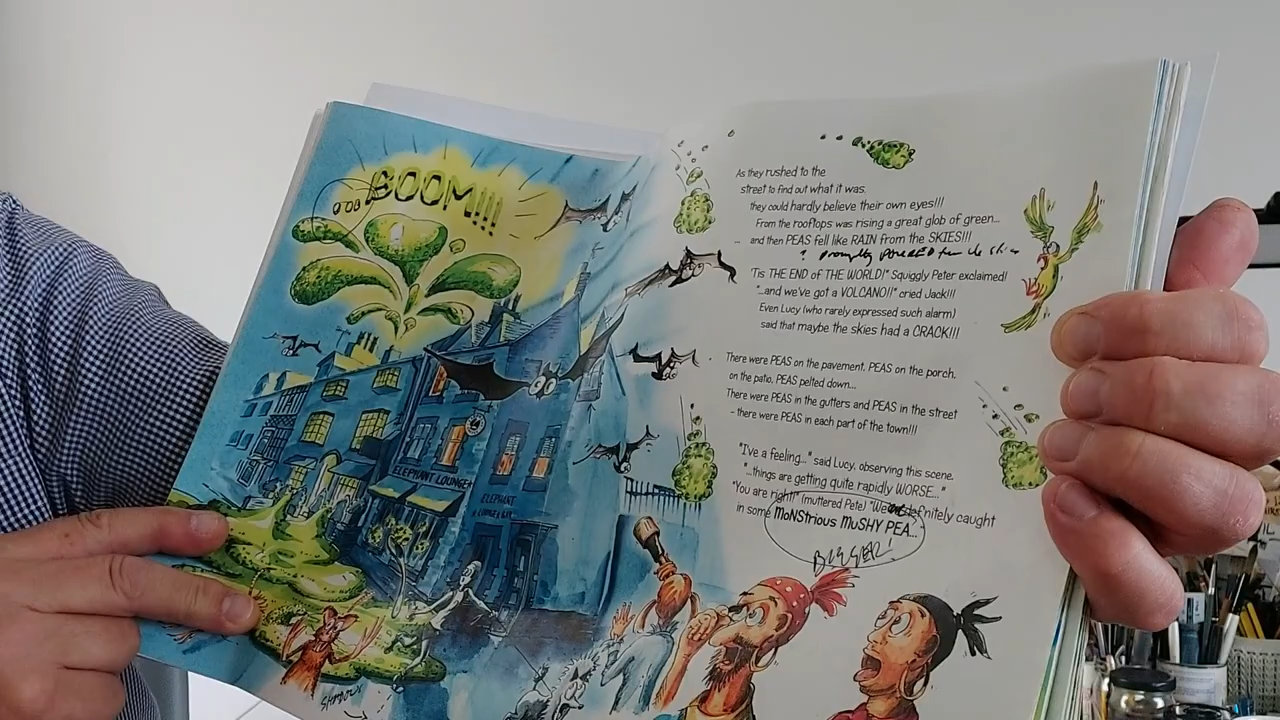 BOOM!!!
ELEPHANT LOUNGE
ELEPHANT
As they rushed to the
street to find out what it was.
they could hardly believe their own eyes!!!
From the rooftops was rising a great glob of green...
... and then PEAS fell like RAIN from the SKIES!!!
'Tis THE END of THE WORLD!" Squiggly Peter exclaimed!
"...and we've got a VOLCANO!!" cried Jack!!!
Even Lucy (who rarely expressed such alarm)
said that maybe the skies had a CRACK!!!
There were PEAS on the pavement, PEAS on the porch,
on the patio, PEAS pelted down...
There were PEAS in the gutters and PEAS in the street
- there were PEAS in each part of the town!!!
"I've a feeling..." said Lucy, observing this scene.
"...things are getting quite rapidly WORSE..."
"You are right!" (muttered Pete) "We definitely caught
in some MoNSTrious MuSHY PEA...
BIGGER!